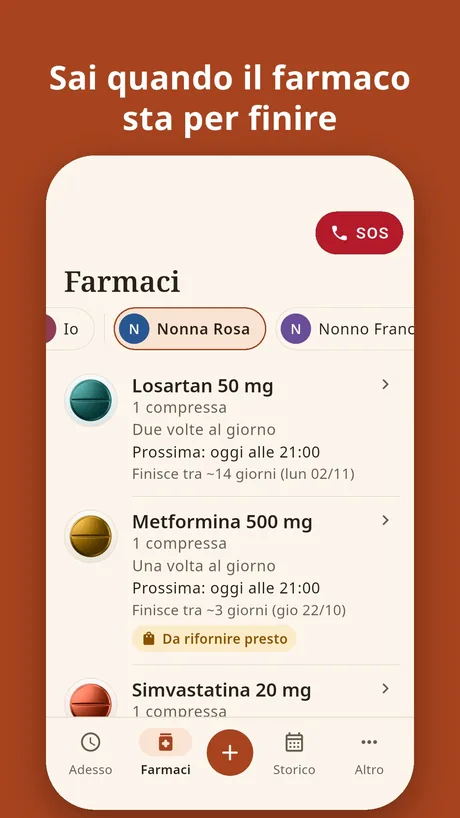 Sai quando il farmaco
sta per finire
SOS
Farmaci
Io
N Nonna Rosa
N Nonno Franc
Losartan 50 mg
1 compressa
Due volte al giorno
Prossima: oggi alle 21:00
Finisce tra ~14 giorni (lun 02/11)
Metformina 500 mg
1 compressa
Una volta al giorno
Prossima: oggi alle 21:00
Finisce tra ~3 giorni (gio 22/10)
Da rifornire presto
Simvastatina 20 mg
1 compressa
Adesso
Farmaci
Storico
Altro